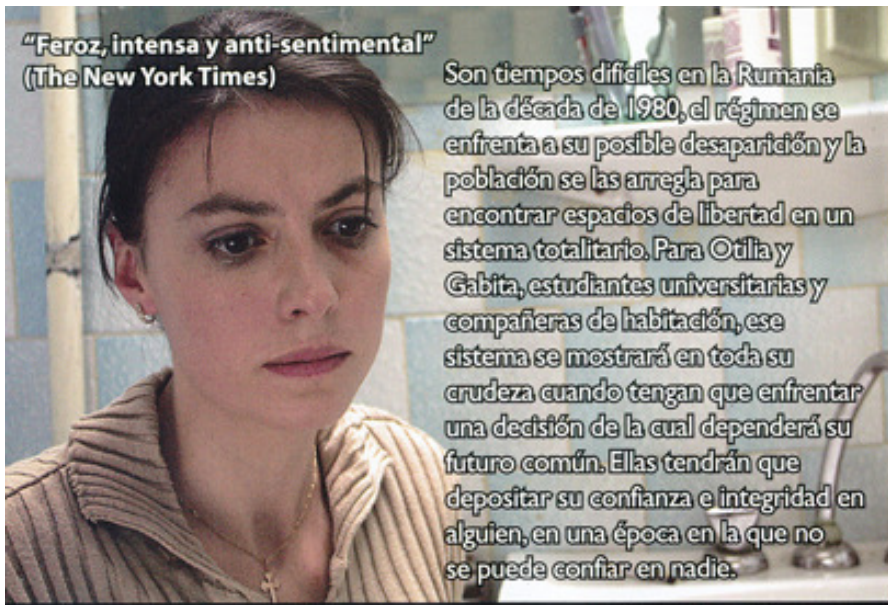 “Feroz, intensa y anti-sentimental”
(The New York Times)
Son tiempos difíciles en la Rumania
de la década de 1980, el régimen se
enfrenta a su posible desaparición y la
población se las arregla para
encontrar espacios de libertad en un
sistema totalitario. Para Otilia y
Gabita, estudiantes universitarias y
compañeras de habitación, ese
sistema se mostrará en toda su
crudeza cuando tengan que enfrentar
una decisión de la cual dependerá su
futuro común. Ellas tendrán que
depositar su confianza e integridad en
alguien, en una época en la que no
se puede confiar en nadie.